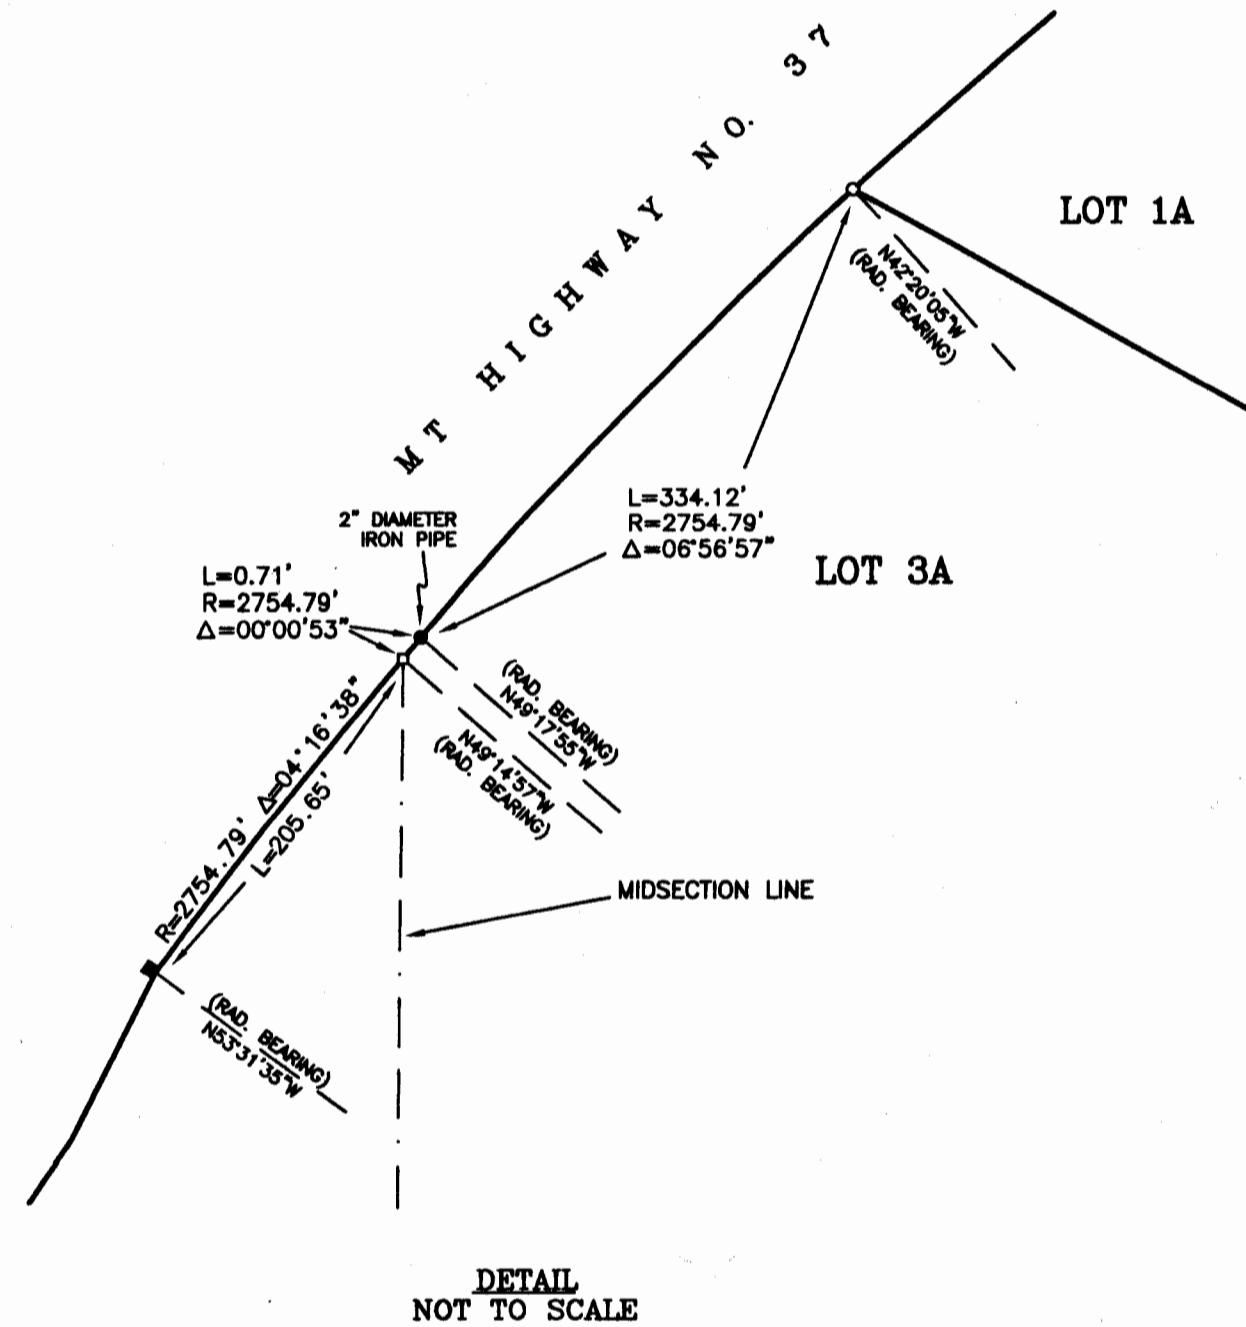 MT HIGHWAY NO. 37
LOT 1A
N42°20'05"W
(RAD. BEARING)
L=334.12'
R=2754.79'
Δ=06°56'57"
2" DIAMETER
IRON PIPE
LOT 3A
L=0.71'
R=2754.79'
Δ=00°00'53"
(RAD. BEARING)
N49°17'55"W
N49°14'57"W
(RAD. BEARING)
R=2754.79' Δ=04°16'38"
L=205.65'
MIDSECTION LINE
(RAD. BEARING)
N53°31'35"W
DETAIL
NOT TO SCALE